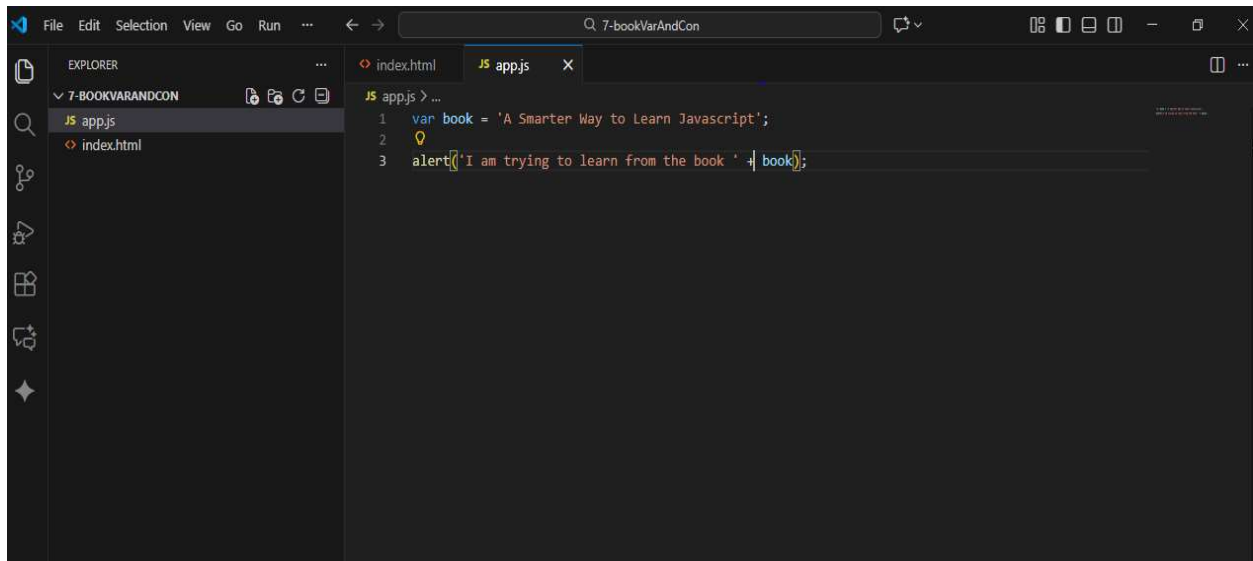 File Edit Selection View Go Run ··· 7-bookVarAndCon
EXPLORER ···
7-BOOKVARANDCON
JS app.js
<> index.html
<> index.html JS app.js
JS app.js > ...
1 var book = 'A Smarter Way to Learn Javascript';
2
3 alert('I am trying to learn from the book ' + book);